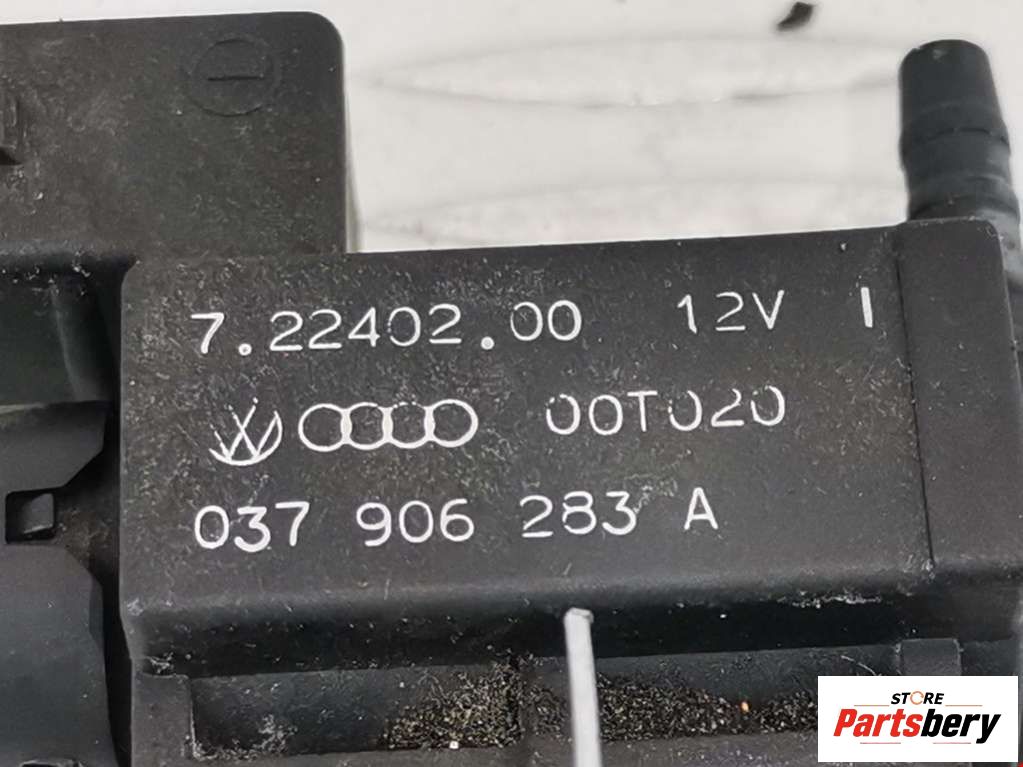 7.22402.00 12V I
00T020
037 906 283 A
STORE
Partsbery